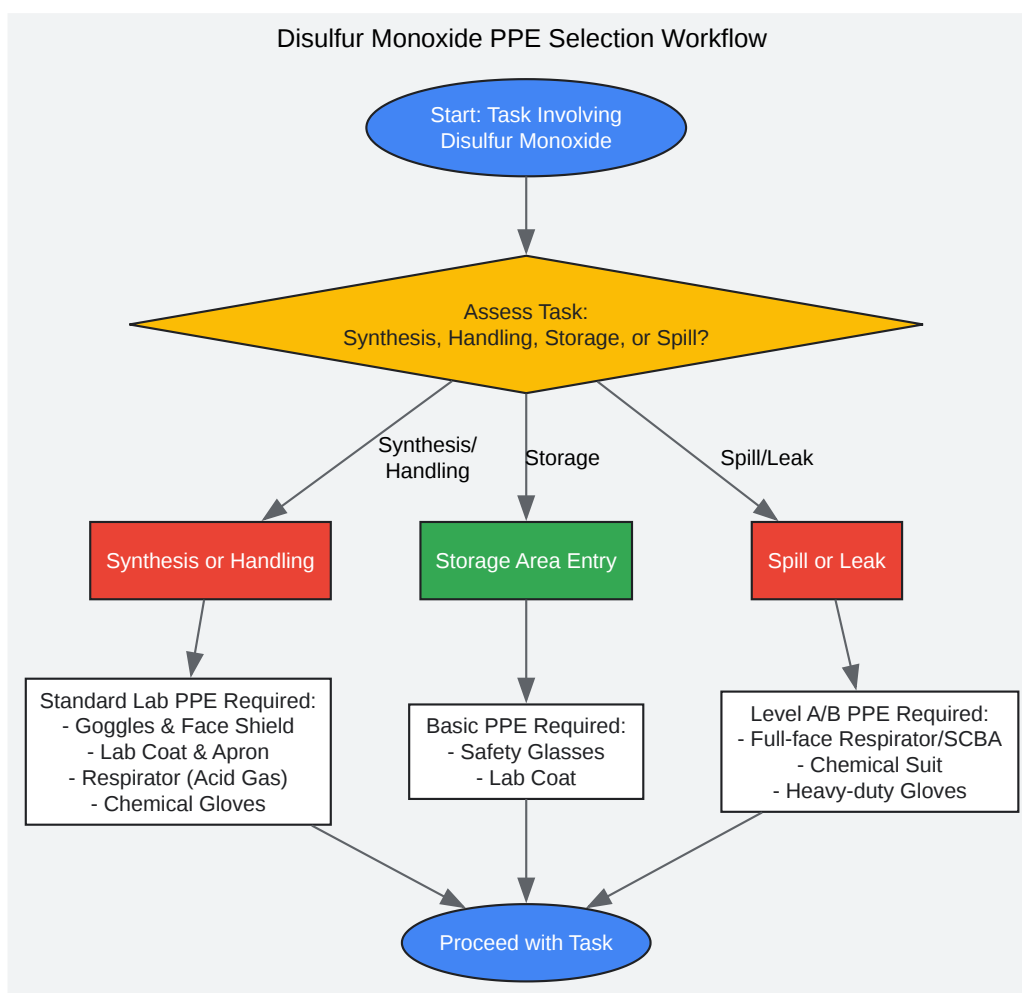 Disulfur Monoxide PPE Selection Workflow
Start: Task Involving
Disulfur Monoxide
Assess Task:
Synthesis, Handling, Storage, or Spill?
Synthesis/
Handling
Storage
Spill/Leak
Synthesis or Handling
Storage Area Entry
Spill or Leak
Standard Lab PPE Required:
- Goggles & Face Shield
- Lab Coat & Apron
- Respirator (Acid Gas)
- Chemical Gloves
Basic PPE Required:
- Safety Glasses
- Lab Coat
Level A/B PPE Required:
- Full-face Respirator/SCBA
- Chemical Suit
- Heavy-duty Gloves
Proceed with Task